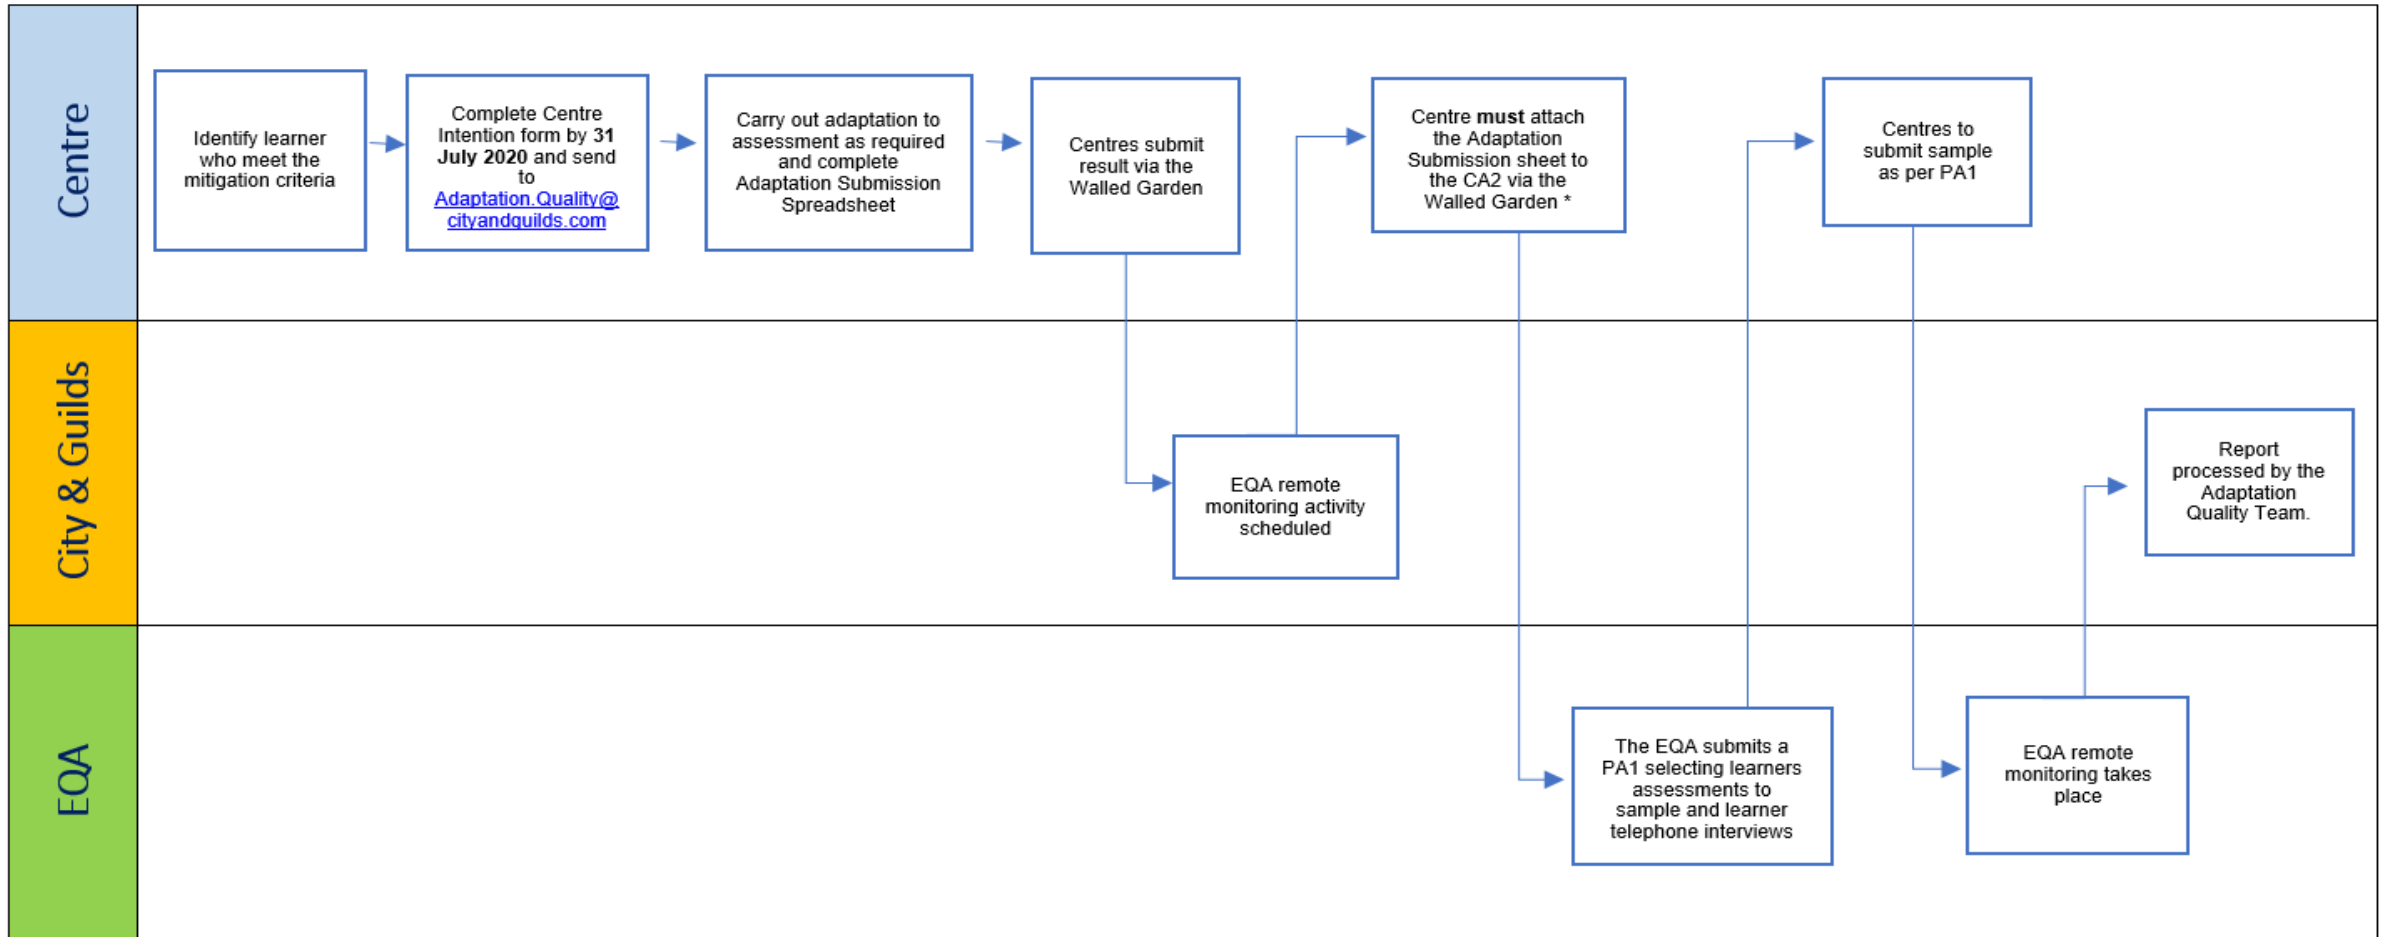 Centre
Identify learner
who meet the
mitigation criteria
Complete Centre
Intention form by 31
July 2020 and send
to
Adaptation.Quality@
cityandguilds.com
Carry out adaptation to
assessment as required
and complete
Adaptation Submission
Spreadsheet
Centres submit
result via the
Walled Garden
Centre must attach
the Adaptation
Submission sheet to
the CA2 via the
Walled Garden *
Centres to
submit sample
as per PA1
City & Guilds
EQA remote
monitoring activity
scheduled
Report
processed by the
Adaptation
Quality Team.
EQA
The EQA submits a
PA1 selecting learners
assessments to
sample and learner
telephone interviews
EQA remote
monitoring takes
place